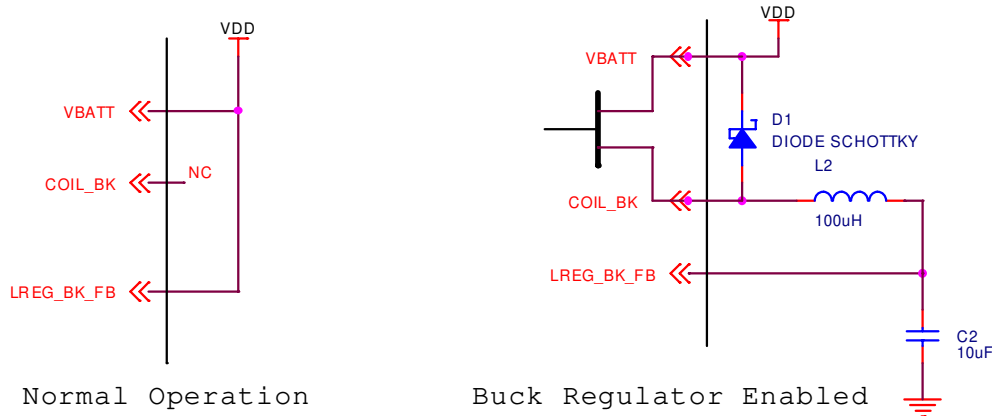 VDD
VBATT
COIL_BK
NC
LREG_BK_FB
Normal Operation
VDD
VBATT
D1
DIODE SCHOTTKY
L2
COIL_BK
100uH
LREG_BK_FB
C2
10uF
Buck Regulator Enabled